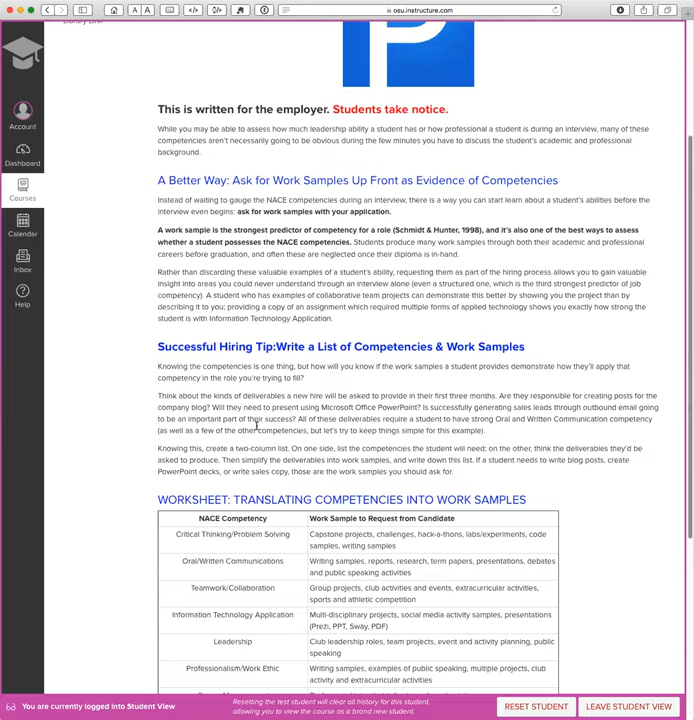 osu.instructure.com
Account
Dashboard
Courses
Calendar
Inbox
Help
This is written for the employer. Students take notice.
While you may be able to assess how much leadership ability a student has or how professional a student is during an interview, many of these
competencies aren't necessarily going to be obvious during the few minutes you have to discuss the student's academic and professional
background.
A Better Way: Ask for Work Samples Up Front as Evidence of Competencies
Instead of waiting to gauge the NACE competencies during an interview, there is a way you can start learn about a student's abilities before the
interview even begins: ask for work samples with your application.
A work sample is the strongest predictor of competency for a role (Schmidt & Hunter, 1998), and it's also one of the best ways to assess
whether a student possesses the NACE competencies. Students produce many work samples through both their academic and professional
careers before graduation, and often these are neglected once their diploma is in-hand.
Rather than discarding these valuable examples of a student's ability, requesting them as part of the hiring process allows you to gain valuable
insight into areas you could never understand through an interview alone (even a structured one, which is the third strongest predictor of job
competency). A student who has examples of collaborative team projects can demonstrate this better by showing you the project than by
describing it to you; providing a copy of an assignment which required multiple forms of applied technology shows you exactly how strong the
student is with Information Technology Application.
Successful Hiring Tip:Write a List of Competencies & Work Samples
Knowing the competencies is one thing, but how will you know if the work samples a student provides demonstrate how they'll apply that
competency in the role you're trying to fill?
Think about the kinds of deliverables a new hire will be asked to provide in their first three months. Are they responsible for creating posts for the
company blog? Will they need to present using Microsoft Office PowerPoint? Is successfully generating sales leads through outbound email going
to be an important part of their success? All of these deliverables require a student to have strong Oral and Written Communication competency
(as well as a few of the other competencies, but let's try to keep things simple for this example).
Knowing this, create a two-column list. On one side, list the competencies the student will need; on the other, think the deliverables they'd be
asked to produce. Then simplify the deliverables into work samples, and write down this list. If a student needs to write blog posts, create
PowerPoint decks, or write sales copy, those are the work samples you should ask for.
WORKSHEET: TRANSLATING COMPETENCIES INTO WORK SAMPLES
NACE Competency Work Sample to Request from Candidate
Critical Thinking/Problem Solving Capstone projects, challenges, hack-a-thons, labs/experiments, code
samples, writing samples
Oral/Written Communications Writing samples, reports, research, term papers, presentations, debates
and public speaking activities
Teamwork/Collaboration Group projects, club activities and events, extracurricular activities,
sports and athletic competition
Information Technology Application Multi-disciplinary projects, social media activity samples, presentations
(Prezi, PPT, Sway, PDF)
Leadership Club leadership roles, team projects, event and activity planning, public
speaking
Professionalism/Work Ethic Writing samples, examples of public speaking, multiple projects, club
activity and extracurricular activities
You are currently logged into Student View
Resetting the test student will clear all history for this student,
allowing you to view the course as a brand new student.
RESET STUDENT
LEAVE STUDENT VIEW